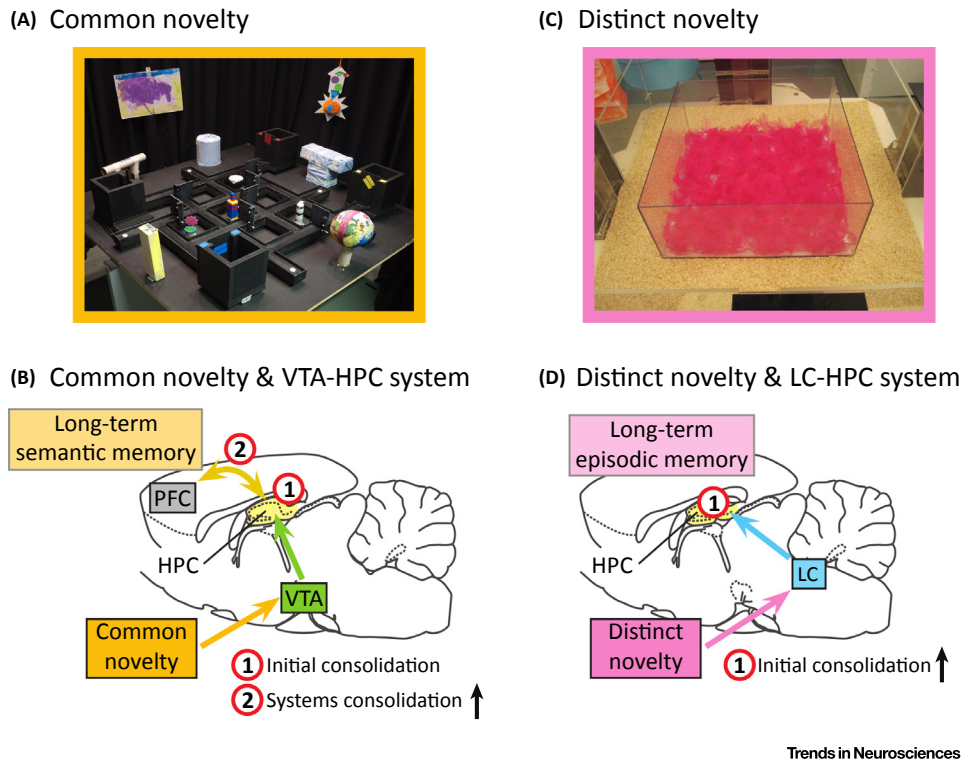 (A) Common novelty
(C) Distinct novelty
(B) Common novelty & VTA-HPC system
Long-term
semantic memory
2
1
PFC
HPC
VTA
Common
novelty
1 Initial consolidation
2 Systems consolidation
(D) Distinct novelty & LC-HPC system
Long-term
episodic memory
1
HPC
LC
Distinct
novelty
1 Initial consolidation
Trends in Neurosciences